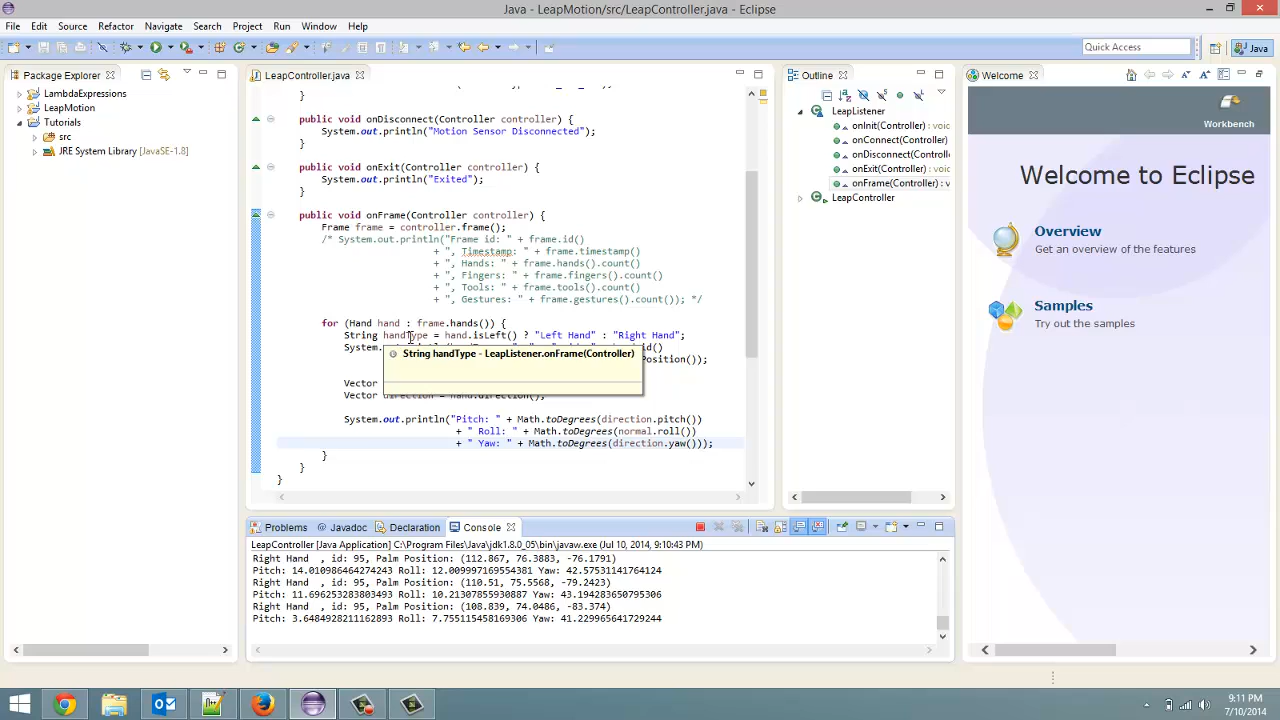 Java - LeapMotion/src/LeapController.java - Eclipse
File Edit Source Refactor Navigate Search Project Run Window Help
Quick Access
Java
Package Explorer
LambdaExpressions
LeapMotion
Tutorials
src
JRE System Library [JavaSE-1.8]
LeapController.java
}
public void onDisconnect(Controller controller) {
System.out.println("Motion Sensor Disconnected");
}
public void onExit(Controller controller) {
System.out.println("Exited");
}
public void onFrame(Controller controller) {
Frame frame = controller.frame();
/* System.out.println("Frame id: " + frame.id()
+ ", Timestamp: " + frame.timestamp()
+ ", Hands: " + frame.hands().count()
+ ", Fingers: " + frame.fingers().count()
+ ", Tools: " + frame.tools().count()
+ ", Gestures: " + frame.gestures().count()); */
for (Hand hand : frame.hands()) {
String handType = hand.isLeft() ? "Left Hand" : "Right Hand";
System.
String handType - LeapListener.onFrame(Controller)
Position());
Vector
Vector direction = hand.direction();
System.out.println("Pitch: " + Math.toDegrees(direction.pitch())
+ " Roll: " + Math.toDegrees(normal.roll())
+ " Yaw: " + Math.toDegrees(direction.yaw()));
}
}
}
Outline
LeapListener
onInit(Controller) : voic
onConnect(Controller)
onDisconnect(Controlle
onExit(Controller) : voic
onFrame(Controller) : v
LeapController
Welcome
Workbench
Welcome to Eclipse
Overview
Get an overview of the features
Samples
Try out the samples
Problems Javadoc Declaration Console
LeapController [Java Application] C:\Program Files\Java\jdk1.8.0_05\bin\javaw.exe (Jul 10, 2014, 9:10:43 PM)
Right Hand , id: 95, Palm Position: (112.867, 76.3883, -76.1791)
Pitch: 14.010986464274243 Roll: 12.009997169554381 Yaw: 42.57531141764124
Right Hand , id: 95, Palm Position: (110.51, 75.5568, -79.2423)
Pitch: 11.696253283803493 Roll: 10.21307855930887 Yaw: 43.194283650795306
Right Hand , id: 95, Palm Position: (108.839, 74.0486, -83.374)
Pitch: 3.6484928211162893 Roll: 7.755115458169306 Yaw: 41.229965641729244
9:11 PM
7/10/2014